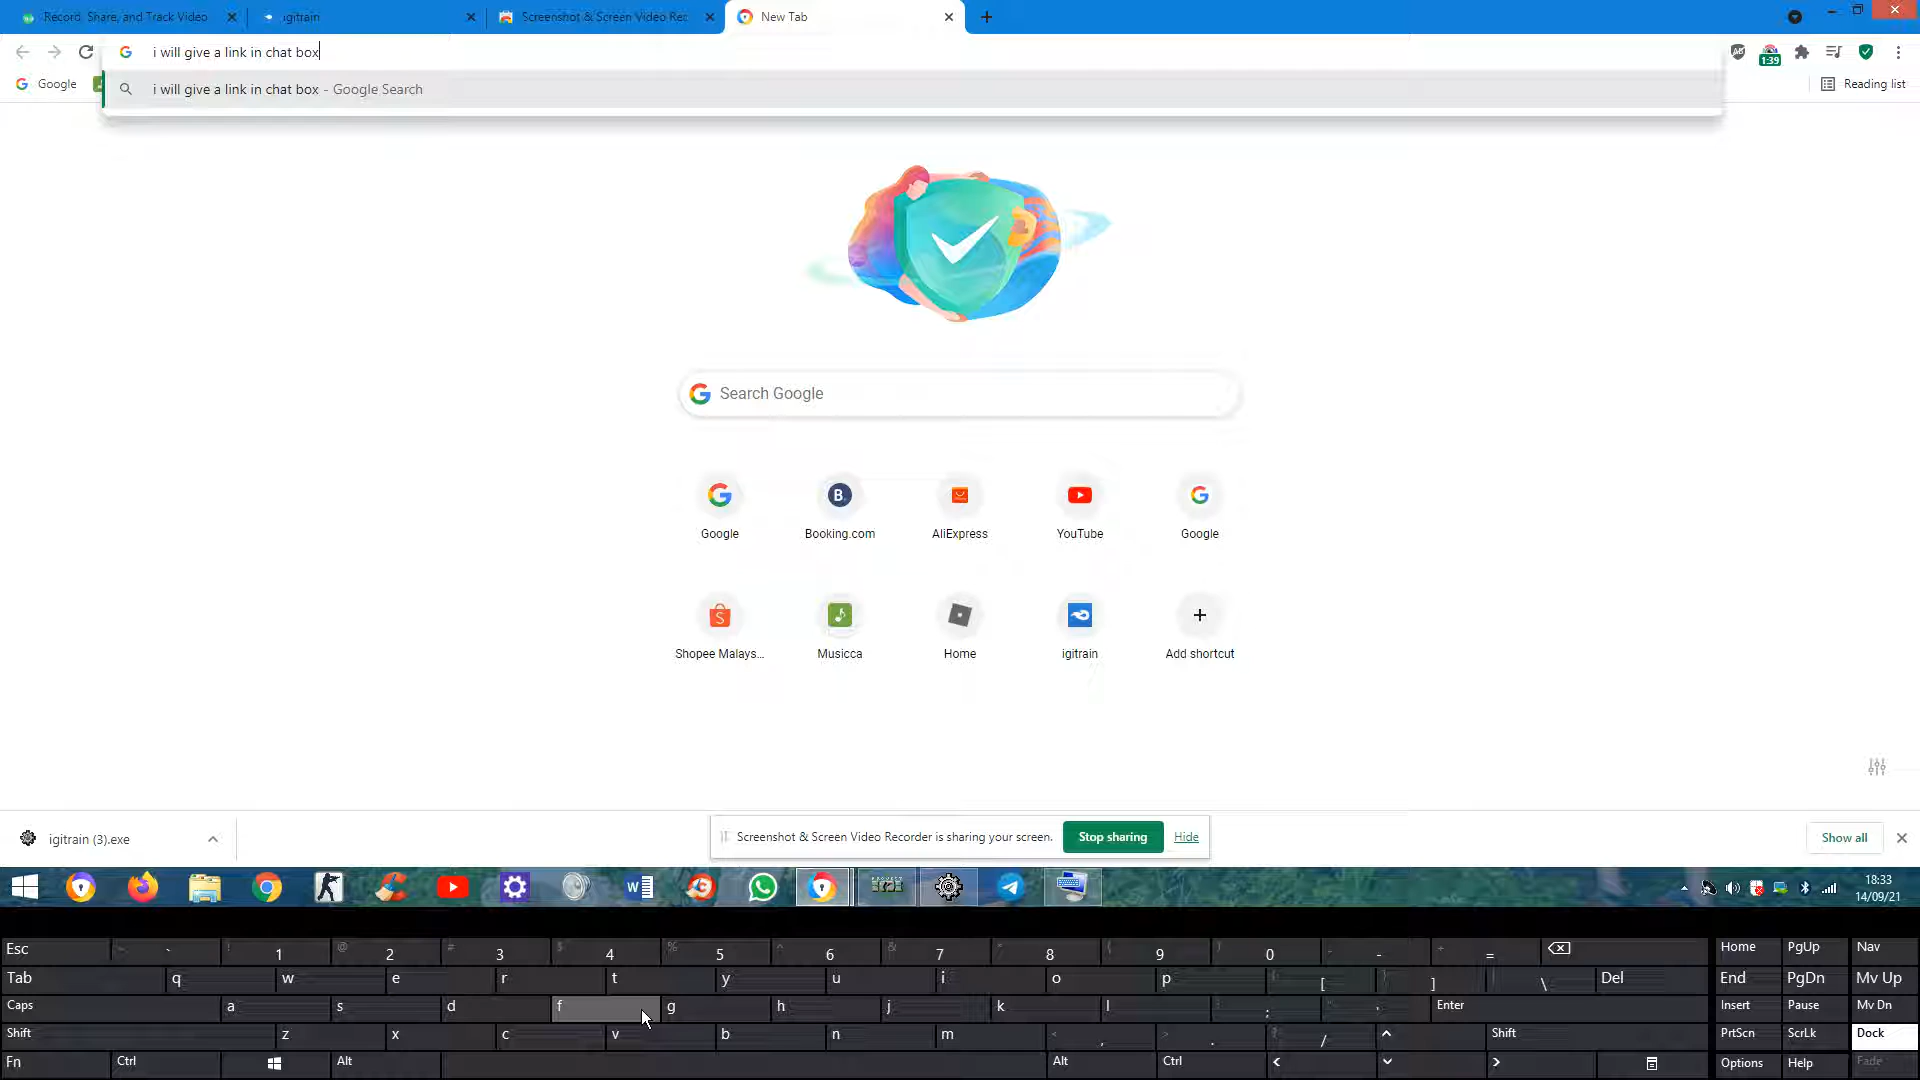 Record, Share, and Track Video
igitrain
Screenshot & Screen Video Rec
New Tab
i will give a link in chat box
1:39
Google
i will give a link in chat box - Google Search
Reading list
Search Google
Google
Booking.com
AliExpress
YouTube
Google
Shopee Malays...
Musicca
Home
igitrain
Add shortcut
igitrain (3).exe
Screenshot & Screen Video Recorder is sharing your screen.
Stop sharing
Hide
Show all
18:33
14/09/21
Esc ~ ` ! 1 @ 2 # 3 $ 4 % 5 ^ 6 & 7 * 8 ( 9 ) 0 - + = Home PgUp Nav
Tab q w e r t y u i o p [ ] \ Del End PgDn Mv Up
Caps a s d f g h j k l : ; ' Enter Insert Pause Mv Dn
Shift z x c v b n m < , > . ? / Shift PrtScn ScrLk Dock
Fn Ctrl Alt Alt Ctrl Options Help Fade